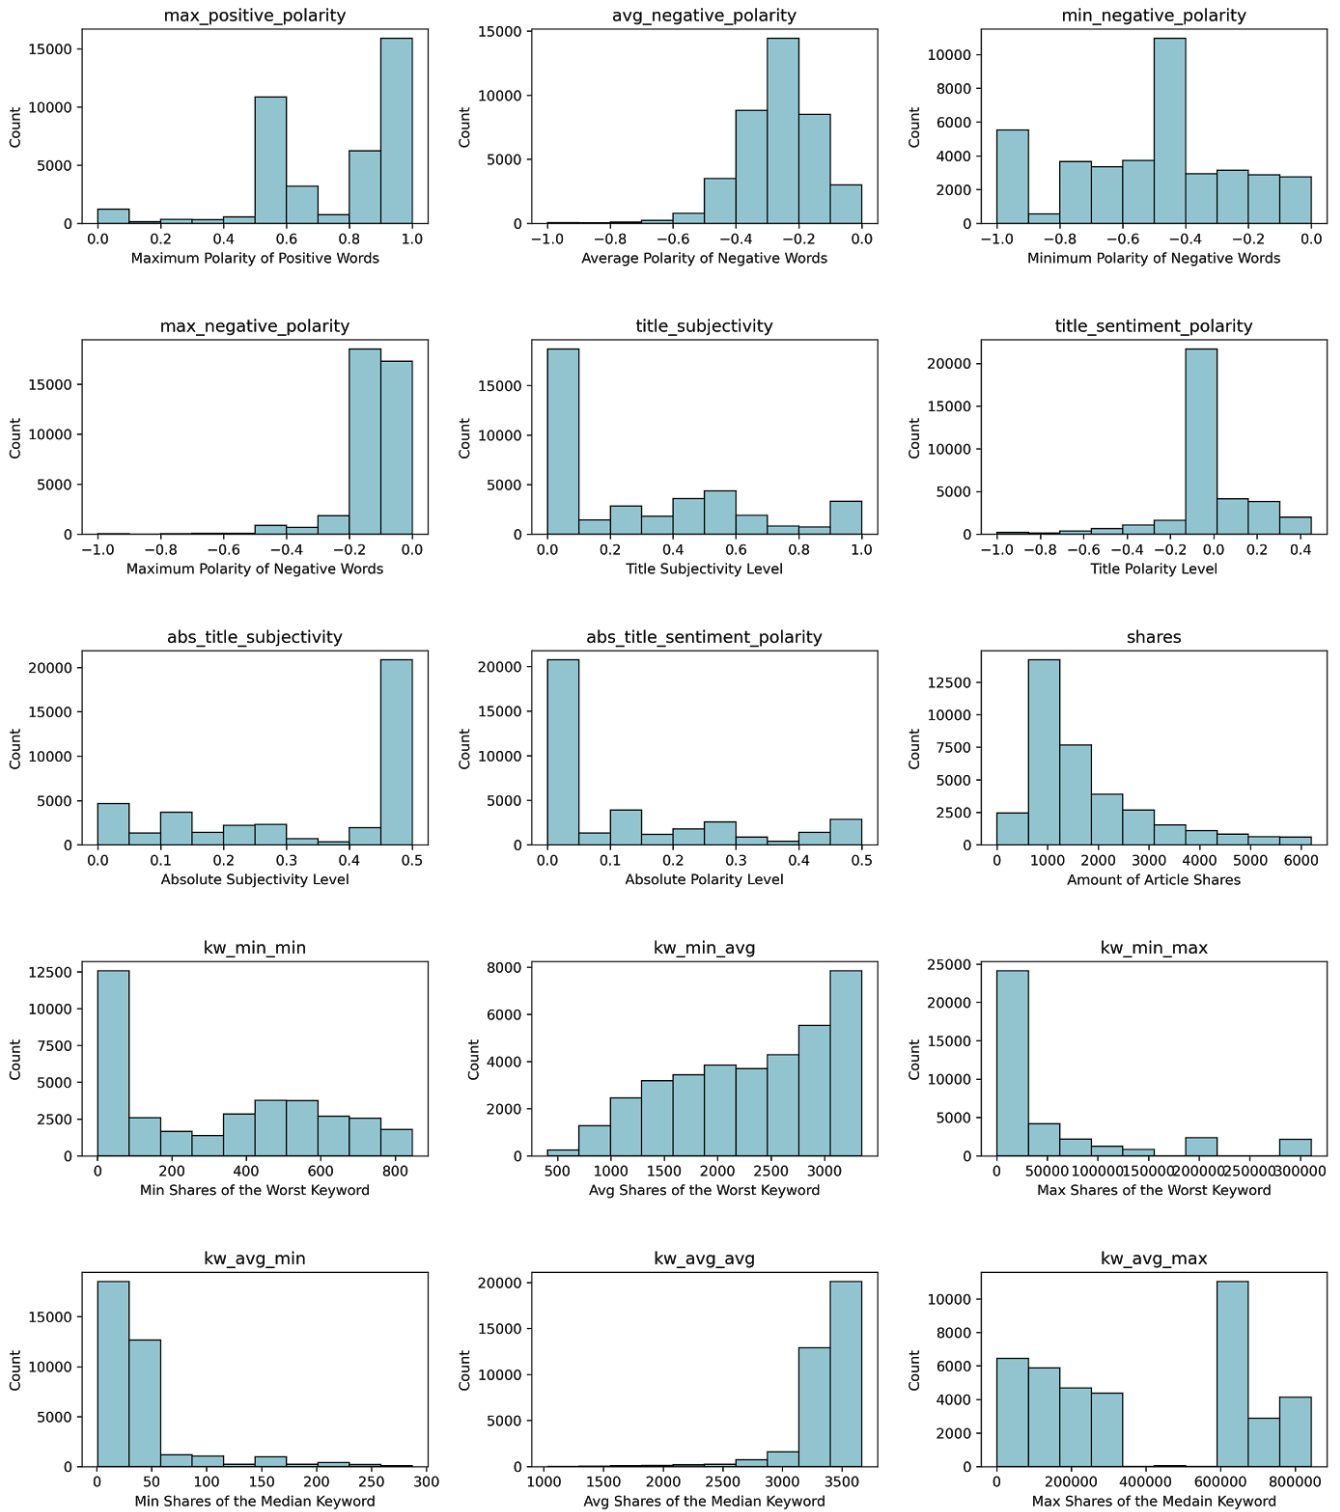 max_positive_polarity
15000
10000
5000
0
Count
0.0 0.2 0.4 0.6 0.8 1.0
Maximum Polarity of Positive Words
avg_negative_polarity
15000
10000
5000
0
Count
−1.0 −0.8 −0.6 −0.4 −0.2 0.0
Average Polarity of Negative Words
min_negative_polarity
10000
8000
6000
4000
2000
0
Count
−1.0 −0.8 −0.6 −0.4 −0.2 0.0
Minimum Polarity of Negative Words
max_negative_polarity
15000
10000
5000
0
Count
−1.0 −0.8 −0.6 −0.4 −0.2 0.0
Maximum Polarity of Negative Words
title_subjectivity
15000
10000
5000
0
Count
0.0 0.2 0.4 0.6 0.8 1.0
Title Subjectivity Level
title_sentiment_polarity
20000
15000
10000
5000
0
Count
−1.0 −0.8 −0.6 −0.4 −0.2 0.0 0.2 0.4
Title Polarity Level
abs_title_subjectivity
20000
15000
10000
5000
0
Count
0.0 0.1 0.2 0.3 0.4 0.5
Absolute Subjectivity Level
abs_title_sentiment_polarity
20000
15000
10000
5000
0
Count
0.0 0.1 0.2 0.3 0.4 0.5
Absolute Polarity Level
shares
12500
10000
7500
5000
2500
0
Count
0 1000 2000 3000 4000 5000 6000
Amount of Article Shares
kw_min_min
12500
10000
7500
5000
2500
0
Count
0 200 400 600 800
Min Shares of the Worst Keyword
kw_min_avg
8000
6000
4000
2000
0
Count
500 1000 1500 2000 2500 3000
Avg Shares of the Worst Keyword
kw_min_max
25000
20000
15000
10000
5000
0
Count
0 50000 100000 150000 200000 250000 300000
Max Shares of the Worst Keyword
kw_avg_min
15000
10000
5000
0
Count
0 50 100 150 200 250 300
Min Shares of the Median Keyword
kw_avg_avg
20000
15000
10000
5000
0
Count
1000 1500 2000 2500 3000 3500
Avg Shares of the Median Keyword
kw_avg_max
10000
8000
6000
4000
2000
0
Count
0 200000 400000 600000 800000
Max Shares of the Medain Keyword